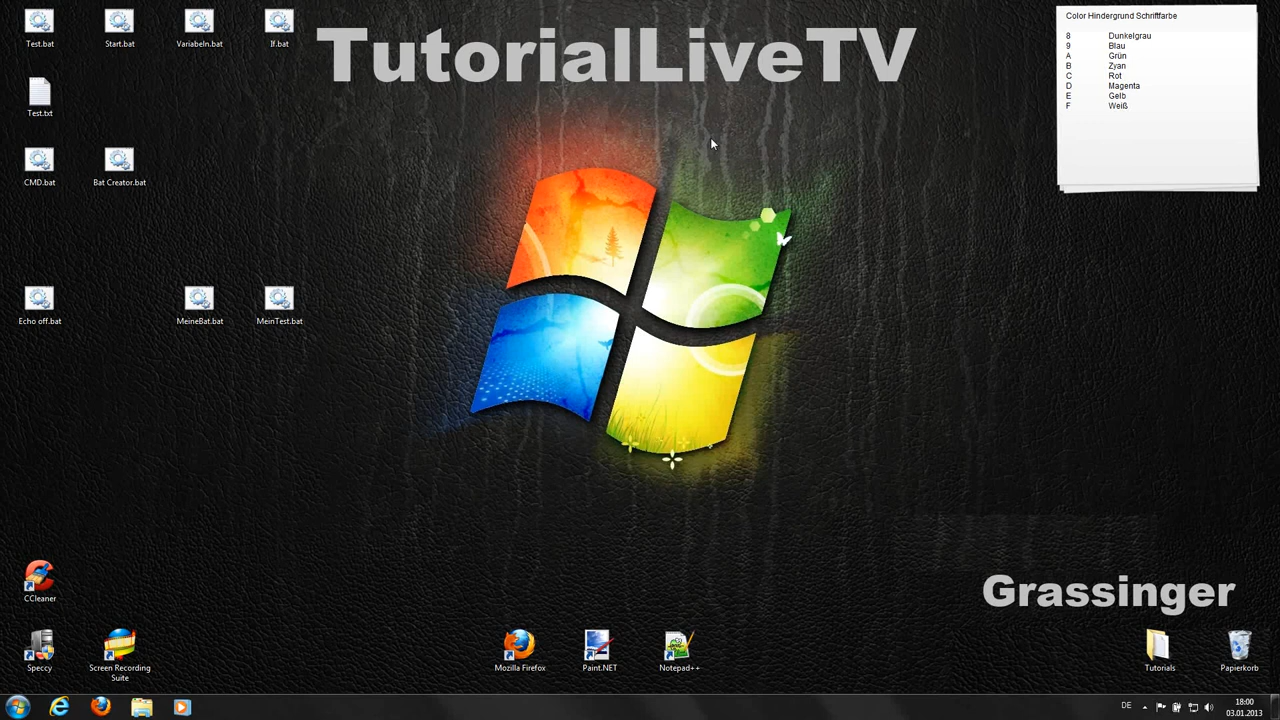 TutorialLiveTV
Test.bat
Start.bat
Variabeln.bat
If.bat
Test.txt
CMD.bat
Bat Creator.bat
Echo off.bat
MeineBat.bat
MeinTest.bat
Color Hindergrund Schriffarbe
8 Dunkelgrau
9 Blau
A Grün
B Zyan
C Rot
D Magenta
E Gelb
F Weiß
CCleaner
Grassinger
Speccy
Screen Recording
Suite
Mozilla Firefox
Paint.NET
Notepad++
Tutorials
Papierkorb
DE
18:00
03.01.2013